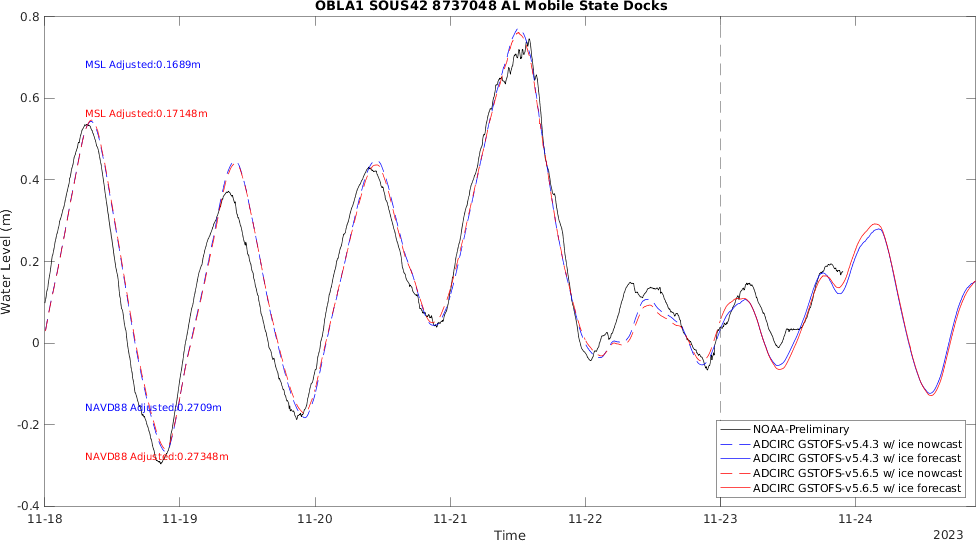 OBLA1 SOUS42 8737048 AL Mobile State Docks
0.8
0.6
0.4
0.2
0
-0.2
-0.4
Water Level (m)
MSL Adjusted:0.1689m
MSL Adjusted:0.17148m
NAVD88 Adjusted:0.2709m
NAVD88 Adjusted:0.27348m
NOAA-Preliminary
ADCIRC GSTOFS-v5.4.3 w/ ice nowcast
ADCIRC GSTOFS-v5.4.3 w/ ice forecast
ADCIRC GSTOFS-v5.6.5 w/ ice nowcast
ADCIRC GSTOFS-v5.6.5 w/ ice forecast
11-18 11-19 11-20 11-21 11-22 11-23 11-24
Time
2023